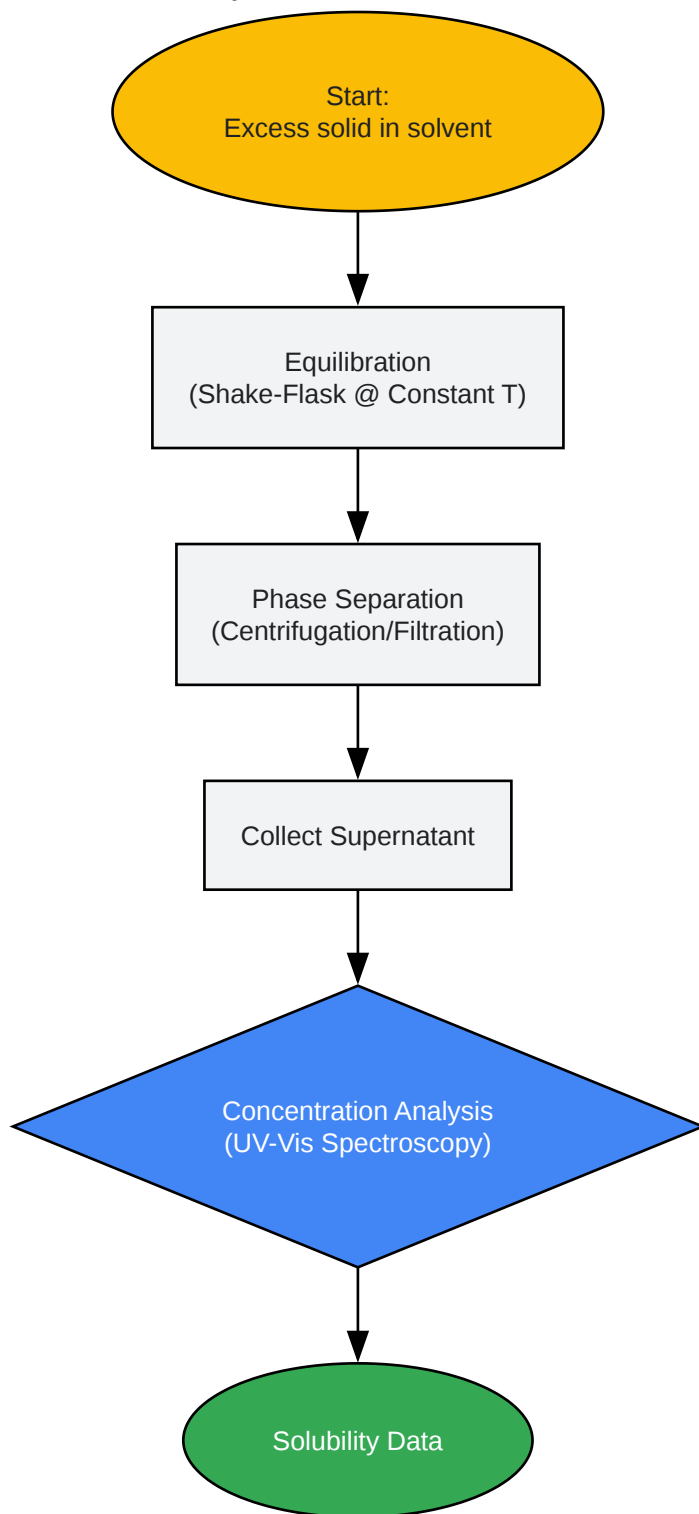 Start:
Excess solid in solvent
Equilibration
(Shake-Flask @ Constant T)
Phase Separation
(Centrifugation/Filtration)
Collect Supernatant
Concentration Analysis
(UV-Vis Spectroscopy)
Solubility Data